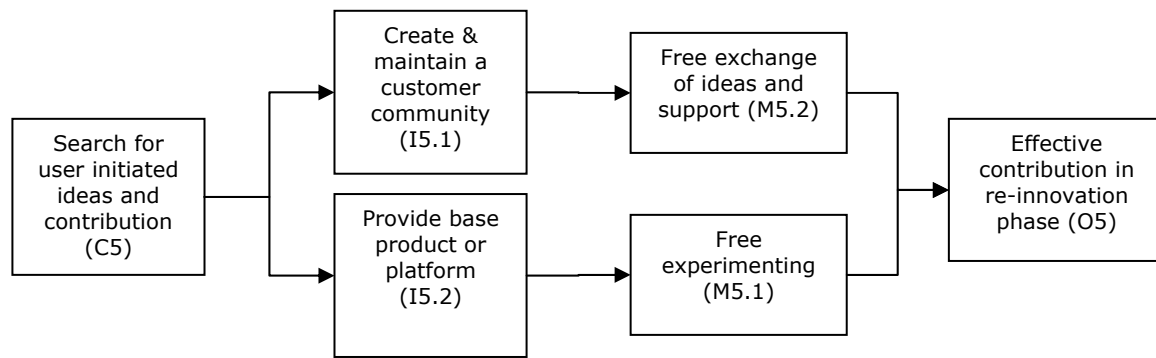 Search for
user initiated
ideas and
contribution
(C5)
Create &
maintain a
customer
community
(I5.1)
Provide base
product or
platform
(I5.2)
Free exchange
of ideas and
support (M5.2)
Free
experimenting
(M5.1)
Effective
contribution in
re-innovation
phase (O5)